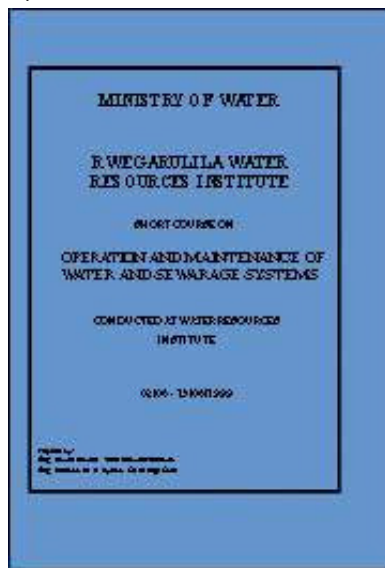 MINISTRY OF WATER
RWEGARULILA WATER
RESOURCES INSTITUTE
SHORT COURSE ON
OPERATION AND MAINTENANCE OF
WATER AND SEWARAGE SYSTEMS
CONDUCTED AT WATER RESOURCES
INSTITUTE